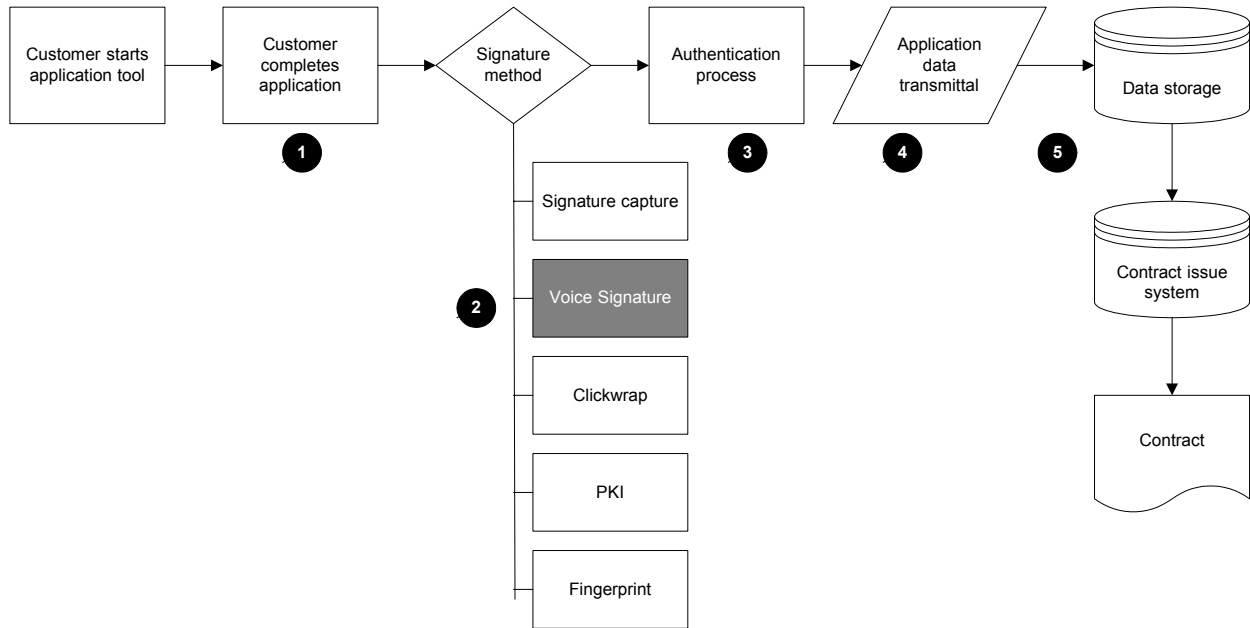 Customer starts
application tool
Customer
completes
application
Signature
method
Authentication
process
Application
data
transmittal
Data storage
1
3
4
5
Signature capture
2
Voice Signature
Contract issue
system
Clickwrap
Contract
PKI
Fingerprint